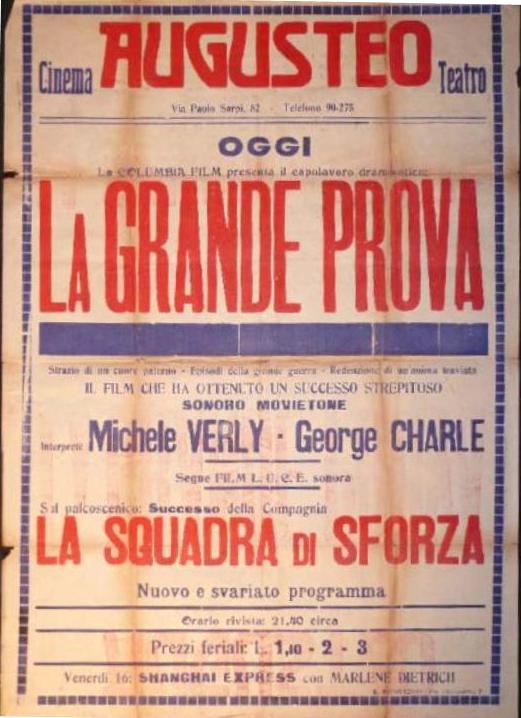 Cinema AUGUSTEO Teatro
Via Paolo Sarpi, 82 - Telefono 90-275
OGGI
La COLUMBIA FILM presenta il capolavoro drammatico:
LA GRANDE PROVA
Strazio di un cuore paterno - Episodi della grande guerra - Redenzione di un'anima traviata
IL FILM CHE HA OTTENUTO UN SUCCESSO STREPITOSO
SONORO MOVIETONE
Interpreti Michele VERLY - George CHARLE
Segue FILM L. U. C. E. sonora
Sul palcoscenico: Successo della Compagnia
LA SQUADRA DI SFORZA
Nuovo e svariato programma
Orario rivista: 21,30 circa
Prezzi feriali: L. 1,10 - 2 - 3
Venerdì 16: SHANGHAI EXPRESS con MARLENE DIETRICH